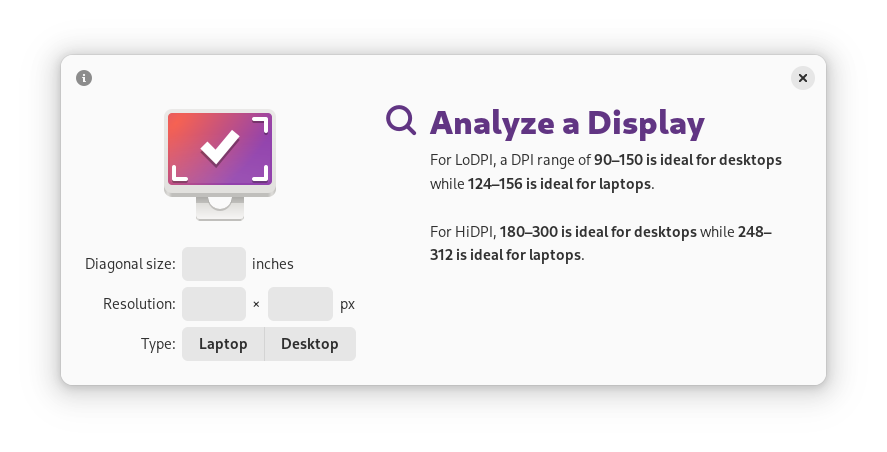 Analyze a Display
For LoDPI, a DPI range of 90–150 is ideal for desktops
while 124–156 is ideal for laptops.
For HiDPI, 180–300 is ideal for desktops while 248–
312 is ideal for laptops.
Diagonal size: inches
Resolution: × px
Type: Laptop Desktop